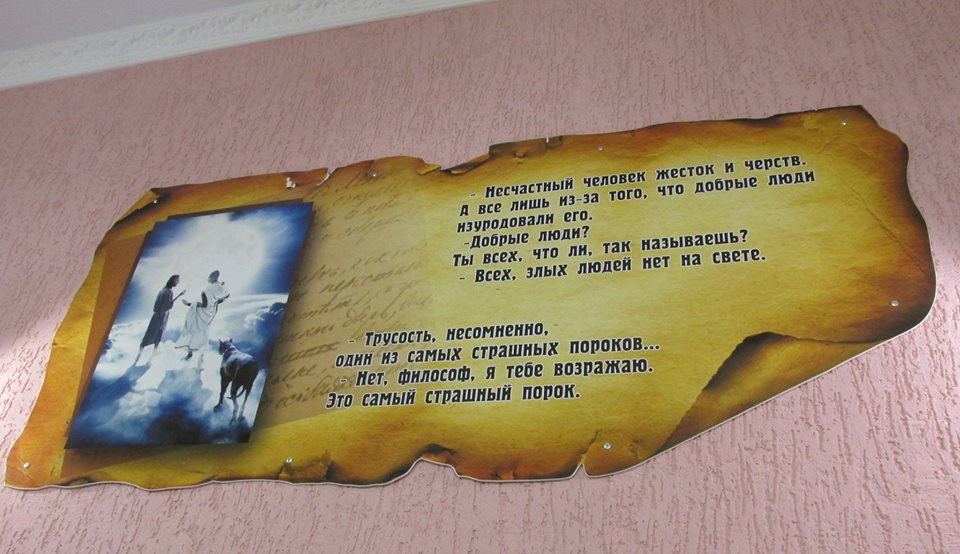 - Несчастный человек жесток и черств.
А все лишь из-за того, что добрые люди
изуродовали его.
-Добрые люди?
Ты всех, что ли, так называешь?
- Всех, злых людей нет на свете.
- Трусость, несомненно,
один из самых страшных пороков...
- Нет, философ, я тебе возражаю.
Это самый страшный порок.